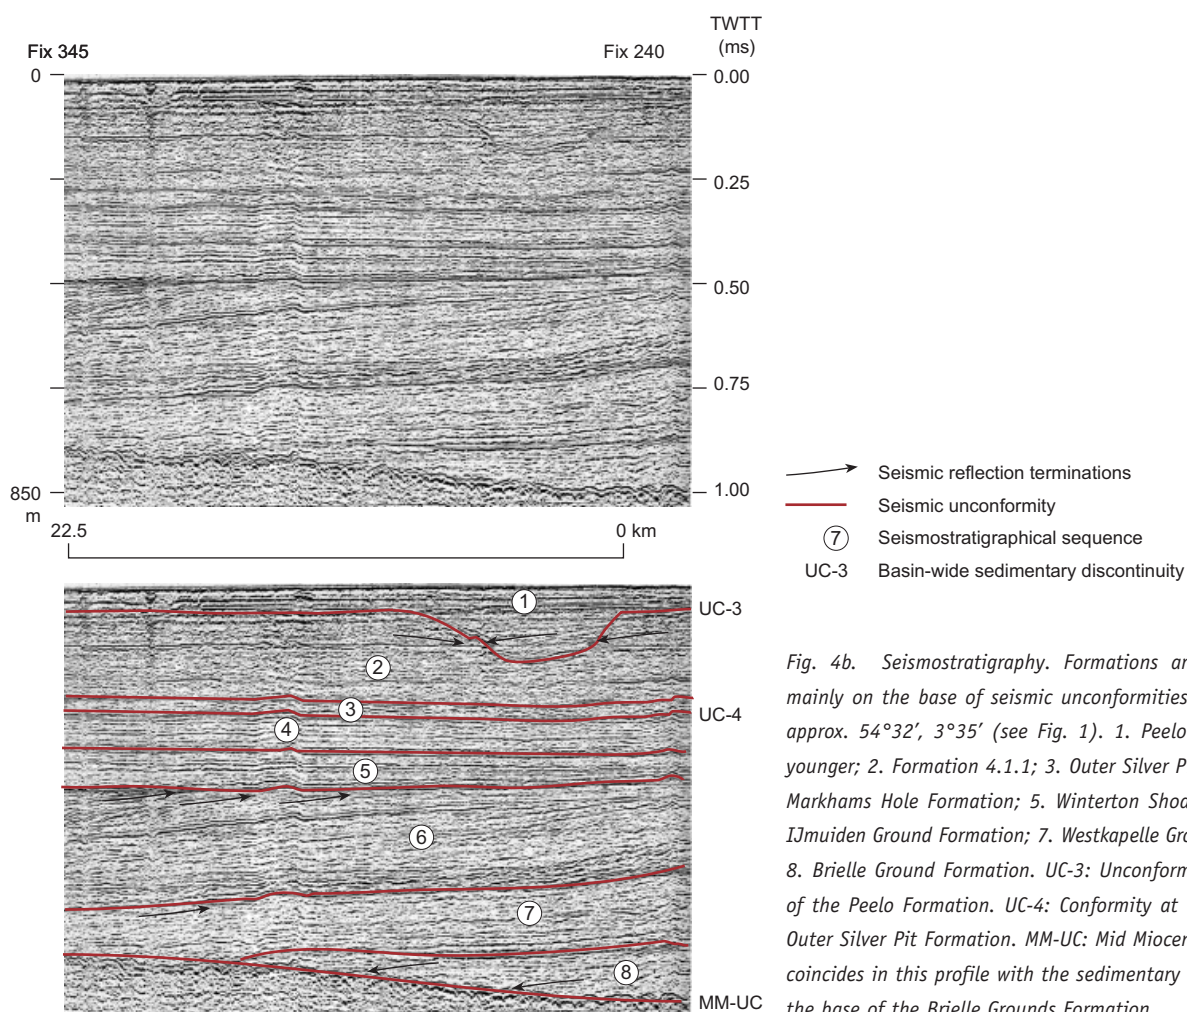 TWTT
(ms)
Fix 345
Fix 240
0
0.00
0.25
0.50
0.75
850
m
1.00
22.5
0 km
Seismic reflection terminations
Seismic unconformity
7 Seismostratigraphical sequence
UC-3 Basin-wide sedimentary discontinuity
1
UC-3
2
3
UC-4
4
5
6
7
8
MM-UC
Fig. 4b. Seismostratigraphy. Formations ar
mainly on the base of seismic unconformities
approx. 54°32′, 3°35′ (see Fig. 1). 1. Peelo
younger; 2. Formation 4.1.1; 3. Outer Silver P
Markhams Hole Formation; 5. Winterton Shoa
IJmuiden Ground Formation; 7. Westkapelle Gro
8. Brielle Ground Formation. UC-3: Unconform
of the Peelo Formation. UC-4: Conformity at
Outer Silver Pit Formation. MM-UC: Mid Miocen
coincides in this profile with the sedimentary
the base of the Brielle Grounds Formation